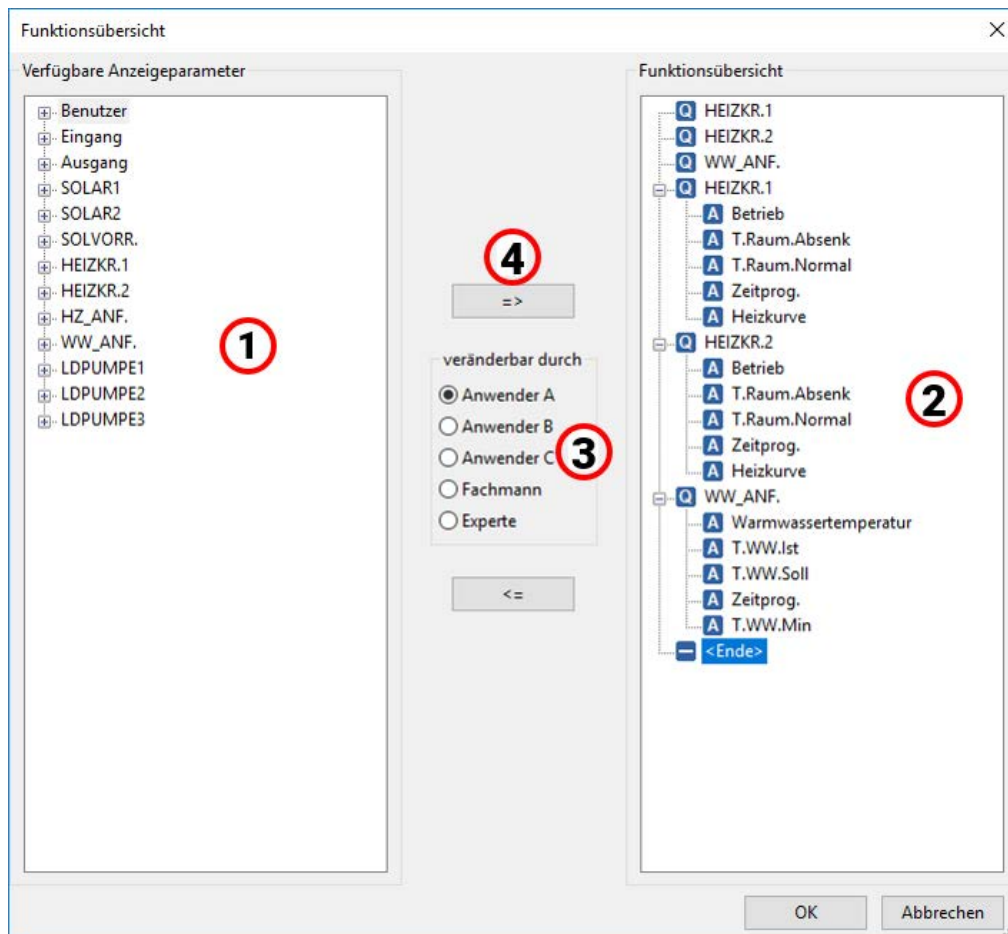 Funktionsübersicht
Verfügbare Anzeigeparameter
Benutzer
Eingang
Ausgang
SOLAR1
SOLAR2
SOLVORR.
HEIZKR.1
HEIZKR.2
HZ_ANF.
WW_ANF.
LDPUMPE1
LDPUMPE2
LDPUMPE3
1
4
=>
veränderbar durch
Anwender A
Anwender B
Anwender C
Fachmann
Experte
3
<=
Funktionsübersicht
Q HEIZKR.1
Q HEIZKR.2
Q WW_ANF.
Q HEIZKR.1
A Betrieb
A T.Raum.Absenk
A T.Raum.Normal
A Zeitprog.
A Heizkurve
Q HEIZKR.2
A Betrieb
A T.Raum.Absenk
A T.Raum.Normal
A Zeitprog.
A Heizkurve
Q WW_ANF.
A Warmwassertemperatur
A T.WW.Ist
A T.WW.Soll
A Zeitprog.
A T.WW.Min
<Ende>
2
OK
Abbrechen